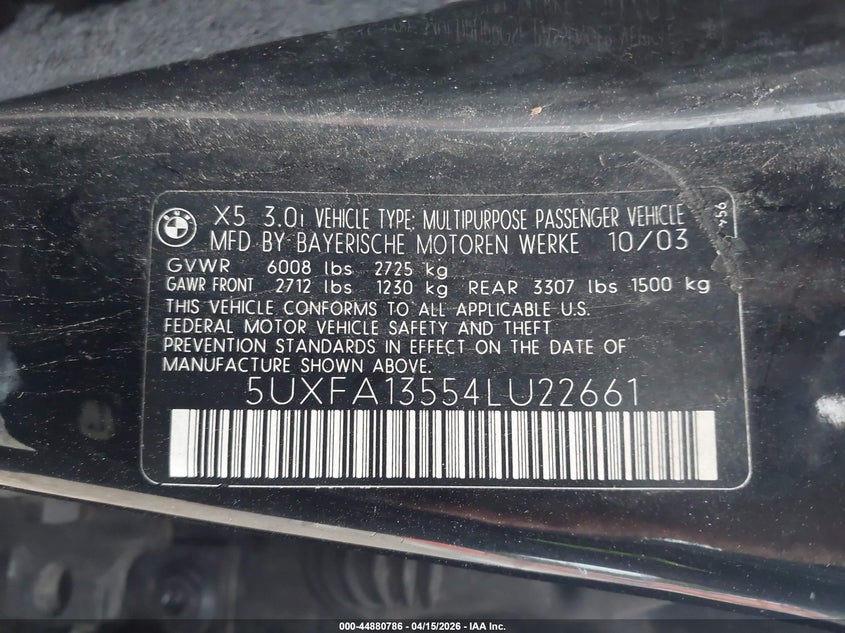 X5 3.0i VEHICLE TYPE: MULTIPURPOSE PASSENGER VEHICLE
MFD BY BAYERISCHE MOTOREN WERKE 10/03
GVWR 6008 lbs 2725 kg
GAWR FRONT 2712 lbs 1230 kg REAR 3307 lbs 1500 kg
THIS VEHICLE CONFORMS TO ALL APPLICABLE U.S.
FEDERAL MOTOR VEHICLE SAFETY AND THEFT
PREVENTION STANDARDS IN EFFECT ON THE DATE OF
MANUFACTURE SHOWN ABOVE.
5UXFA13554LU22661
000-44880786 - 04/15/2026 - IAA Inc.